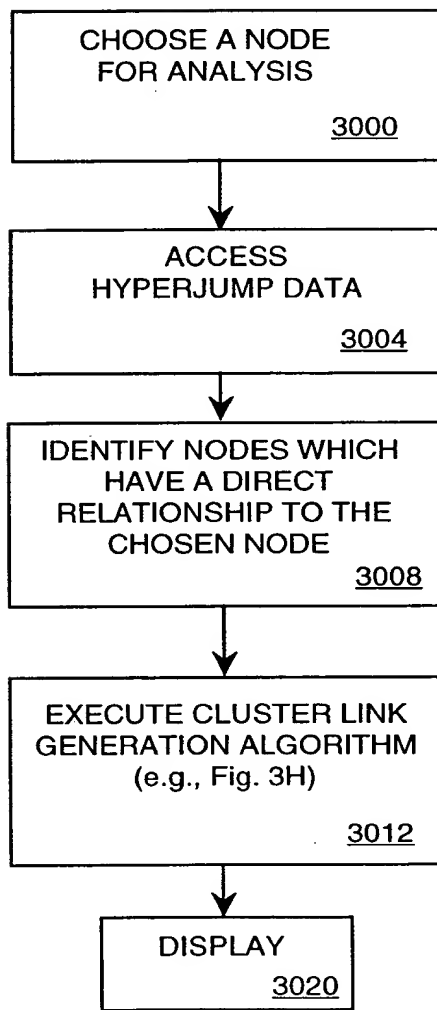 CHOOSE A NODE
FOR ANALYSIS
3000
ACCESS
HYPERJUMP DATA
3004
IDENTIFY NODES WHICH
HAVE A DIRECT
RELATIONSHIP TO THE
CHOSEN NODE
3008
EXECUTE CLUSTER LINK
GENERATION ALGORITHM
(e.g., Fig. 3H)
3012
DISPLAY
3020